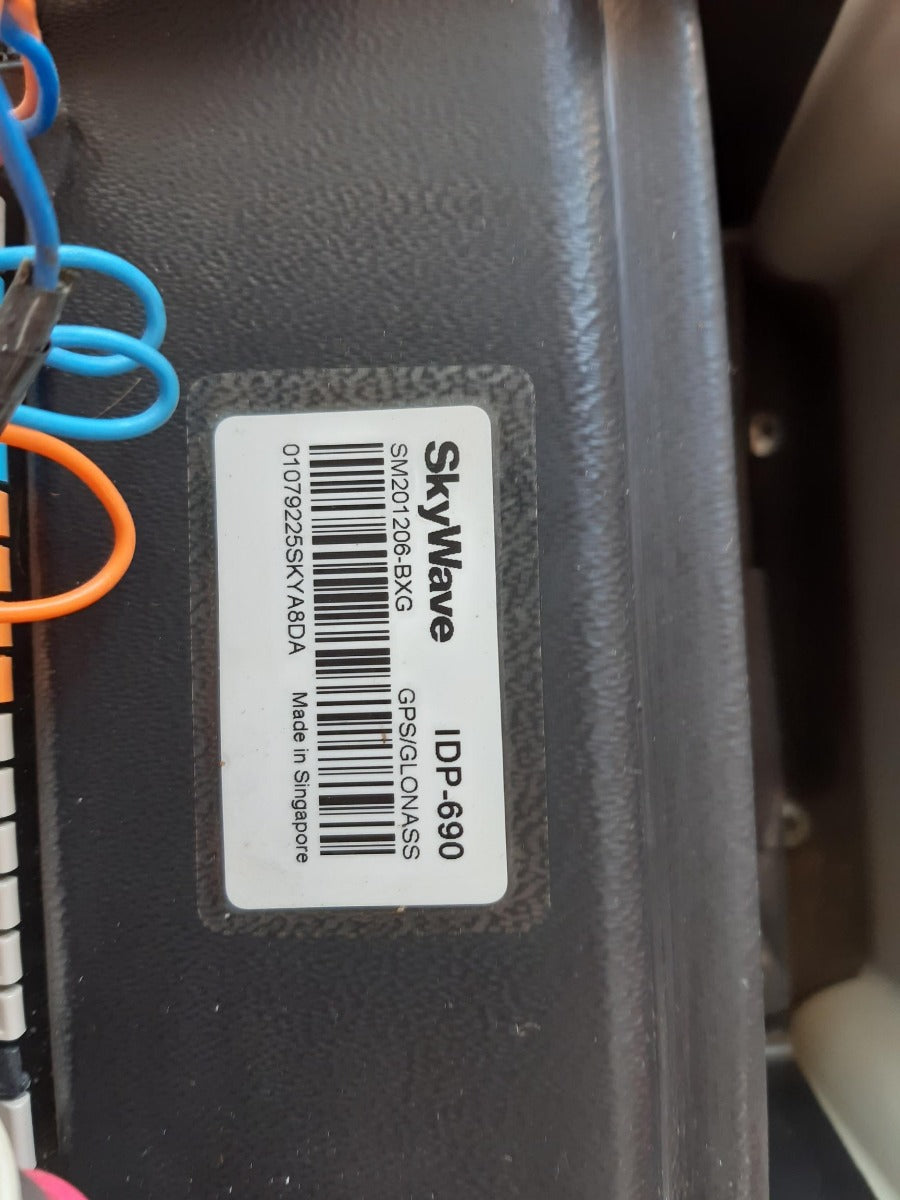 SkyWave IDP-690
SM201206-BXG GPS/GLONASS
01079225SKYA8DA Made in Singapore